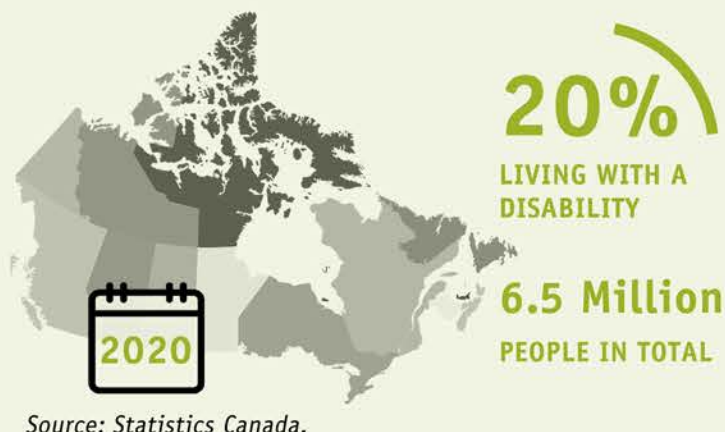 20%
LIVING WITH A
DISABILITY
6.5 Million
PEOPLE IN TOTAL
2020
Source: Statistics Canada.